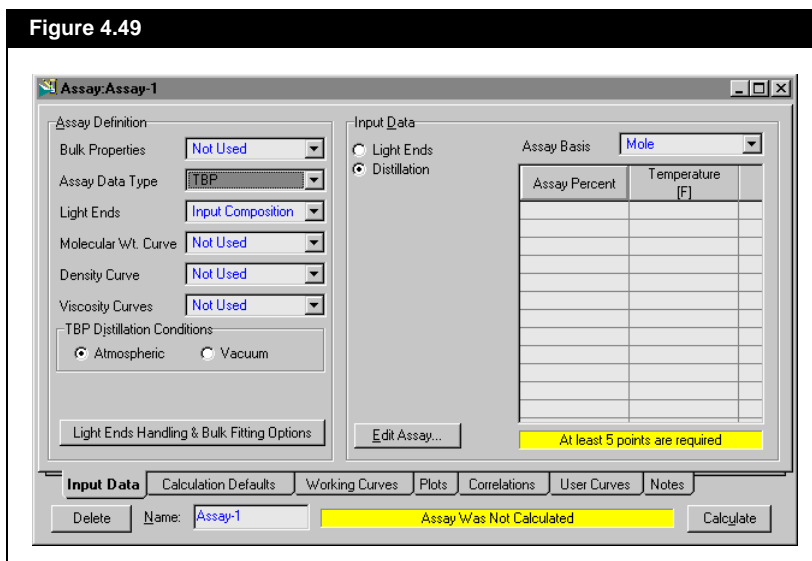 Figure 4.49
Assay:Assay-1
Assay Definition
Bulk Properties Not Used
Assay Data Type TBP
Light Ends Input Composition
Molecular Wt. Curve Not Used
Density Curve Not Used
Viscosity Curves Not Used
TBP Distillation Conditions
Atmospheric Vacuum
Light Ends Handling & Bulk Fitting Options
Input Data
Light Ends
Distillation
Assay Basis Mole
Assay Percent Temperature [F]
Edit Assay...
At least 5 points are required
Input Data Calculation Defaults Working Curves Plots Correlations User Curves Notes
Delete Name: Assay-1 Assay Was Not Calculated Calculate